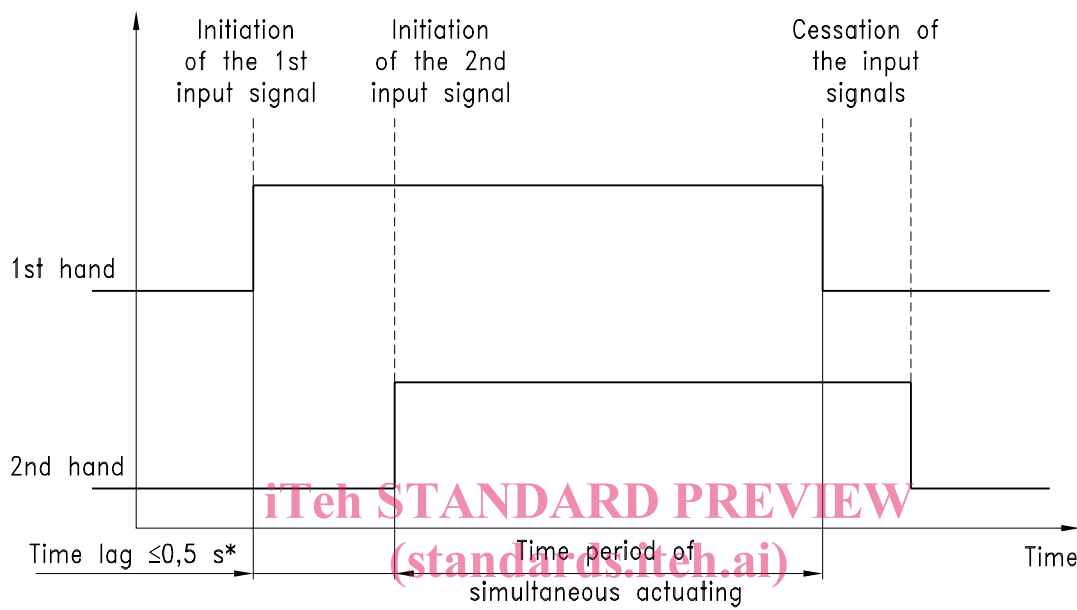 Initiation
of the 1st
input signal
Initiation
of the 2nd
input signal
Cessation of
the input
signals
1st hand
2nd hand
iTeh STANDARD PREVIEW
(standards.iteh.ai)
Time lag ≤0,5 s*
Time period of
simultaneous actuating
Time